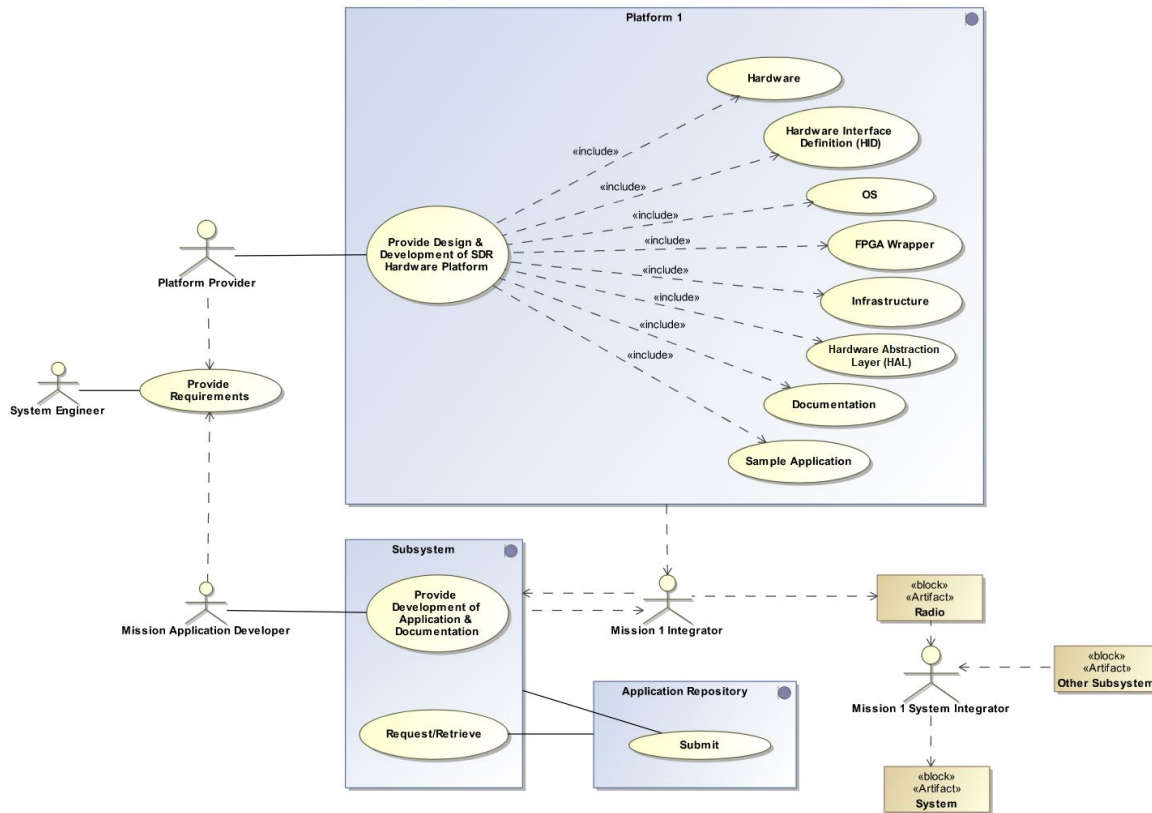 Platform 1
Hardware
Hardware Interface
Definition (HID)
«include»
«include»
OS
«include»
Provide Design &
Development of SDR
Hardware Platform
«include»
FPGA Wrapper
Platform Provider
«include»
Infrastructure
«include»
«include»
Hardware Abstraction
Layer (HAL)
«include»
Provide
Requirements
System Engineer
Documentation
Sample Application
Subsystem
Provide
Development of
Application &
Documentation
Mission Application Developer
Mission 1 Integrator
«block»
«Artifact»
Radio
«block»
«Artifact»
Other Subsystem
Application Repository
Mission 1 System Integrator
Request/Retrieve
Submit
«block»
«Artifact»
System